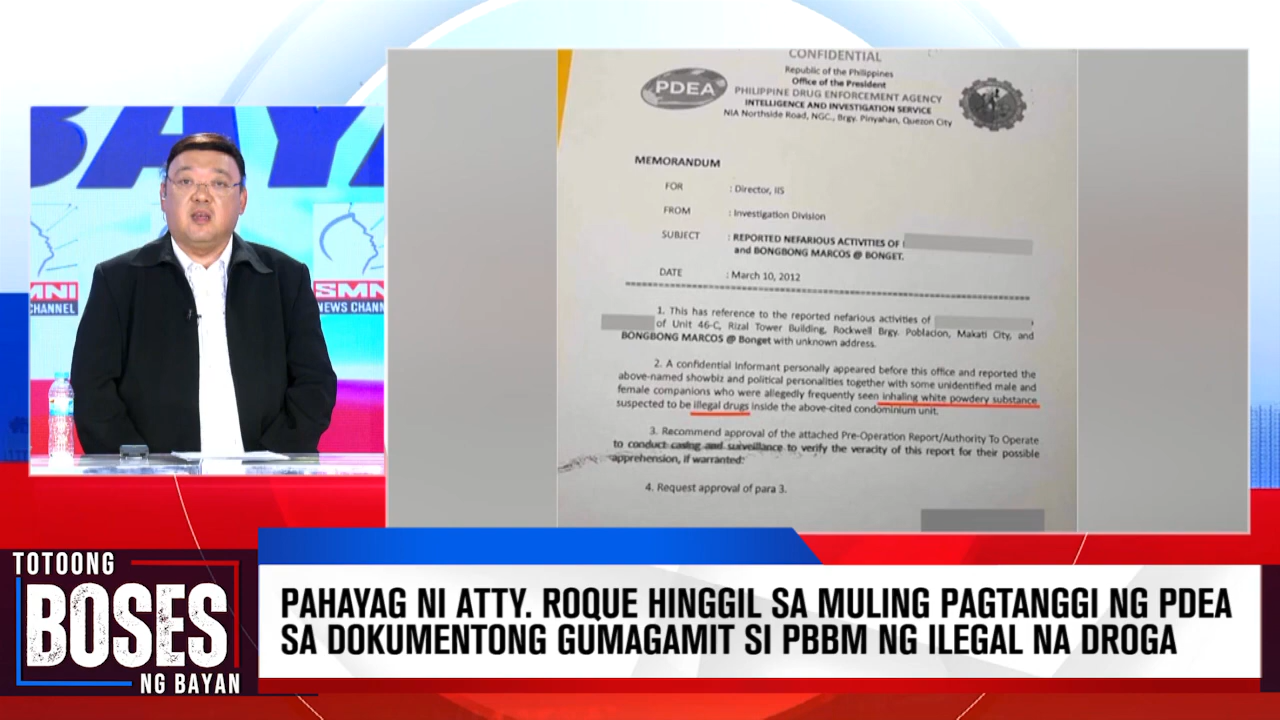 BAYA
MNI
CHANNEL
SMNI
NEWS CHANN
CONFIDENTIAL
Republic of the Philippines
Office of the President
PHILIPPINE DRUG ENFORCEMENT AGENCY
INTELLIGENCE AND INVESTIGATION SERVICE
NIA Northside Road, NGC., Brgy. Pinyahan, Quezon City
PDEA
MEMORANDUM
FOR : Director, IIS
FROM : Investigation Division
SUBJECT : REPORTED NEFARIOUS ACTIVITIES OF
and BONGBONG MARCOS @ BONGET.
DATE : March 10, 2012
1. This has reference to the reported nefarious activities of
of Unit 46-C, Rizal Tower Building, Rockwell Brgy. Poblacion, Makati City, and
BONGBONG MARCOS @ Bonget with unknown address.
2. A confidential Informant personally appeared before this office and reported the
above-named showbiz and political personalities together with some unidentified male and
female companions who were allegedly frequently seen inhaling white powdery substance
suspected to be illegal drugs inside the above-cited condominium unit.
3. Recommend approval of the attached Pre-Operation Report/Authority To Operate
to conduct casing and surveillance to verify the veracity of this report for their possible
apprehension, if warranted.
4. Request approval of para 3.
TOTOONG
BOSES
NG BAYAN
PAHAYAG NI ATTY. ROQUE HINGGIL SA MULING PAGTANGGI NG PDEA
SA DOKUMENTONG GUMAGAMIT SI PBBM NG ILEGAL NA DROGA